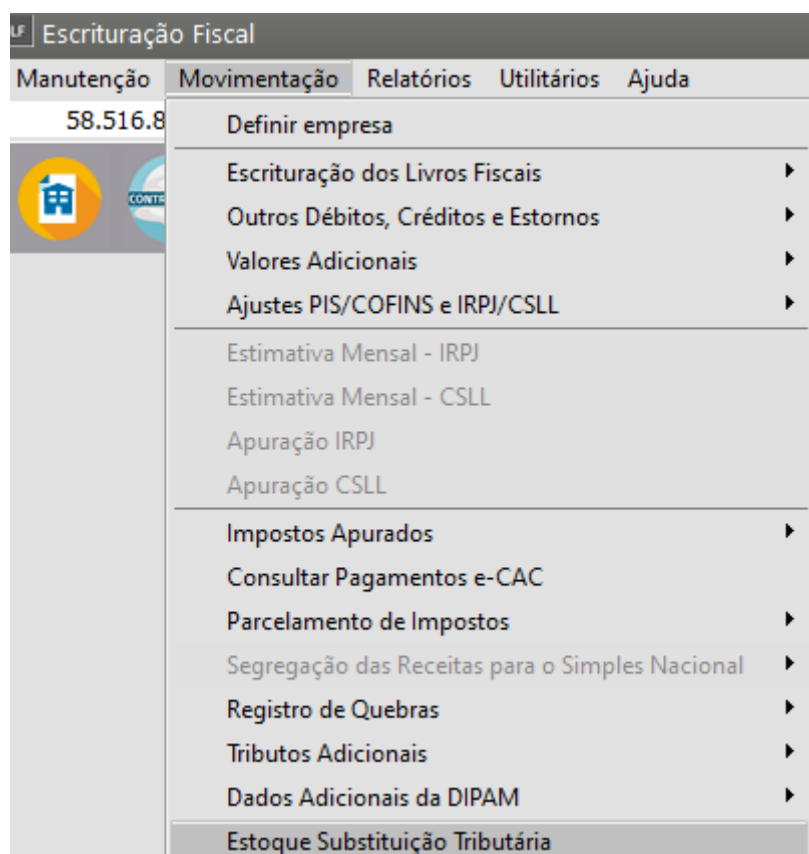 LF Escrituração Fiscal
Manutenção Movimentação Relatórios Utilitários Ajuda
58.516.8
Definir empresa
Escrituração dos Livros Fiscais
Outros Débitos, Créditos e Estornos
CONTR
Valores Adicionais
Ajustes PIS/COFINS e IRPJ/CSLL
Estimativa Mensal - IRPJ
Estimativa Mensal - CSLL
Apuração IRPJ
Apuração CSLL
Impostos Apurados
Consultar Pagamentos e-CAC
Parcelamento de Impostos
Segregação das Receitas para o Simples Nacional
Registro de Quebras
Tributos Adicionais
Dados Adicionais da DIPAM
Estoque Substituição Tributária